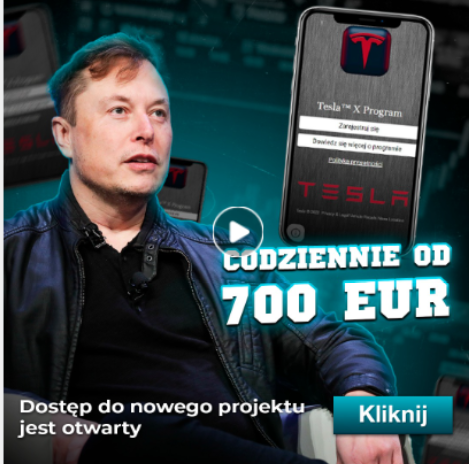 Tesla™ X Program
Zarejestruj się
Dowiedz się więcej o programie
Polityka prywatności
TESLA
CODZIENNIE OD
700 EUR
Dostęp do nowego projektu
jest otwarty
Kliknij